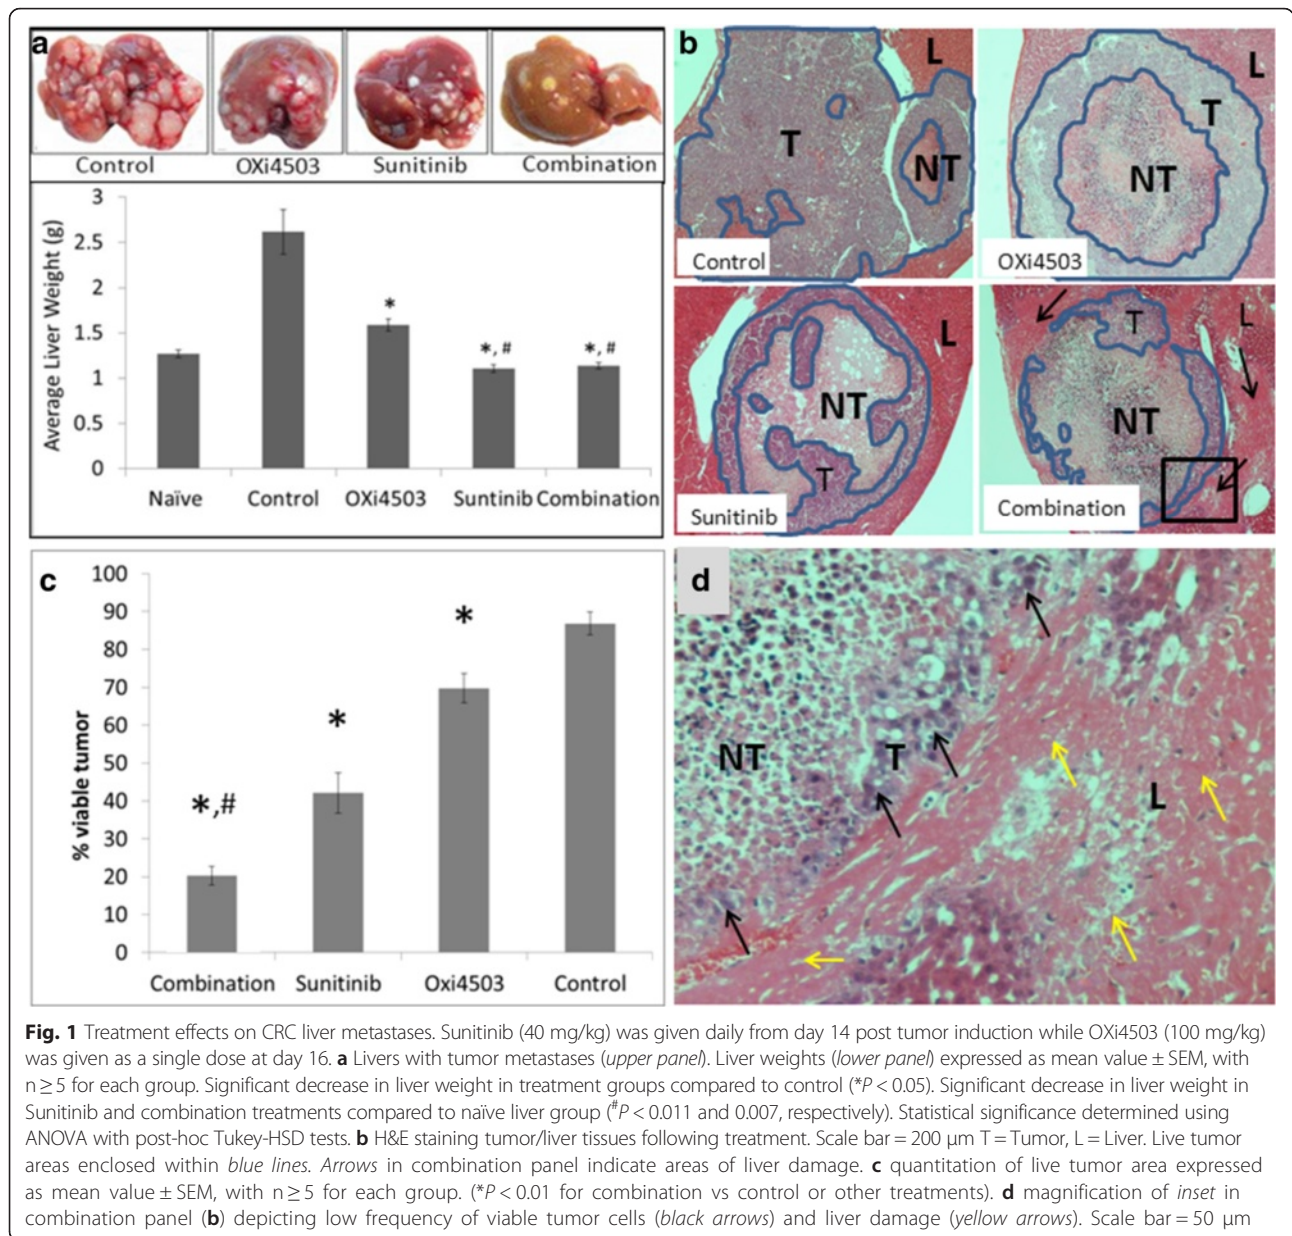 a
Control
OXi4503
Sunitinib
Combination
Average Liver Weight (g)
3
2.5
2
1.5
1
0.5
0
*
*, #
*, #
Naïve
Control
OXi4503
Suntinib
Combination
b
T
L
NT
Control
L
T
NT
OXi4503
L
NT
T
Sunitinib
T
L
NT
Combination
c
% viable tumor
100
90
80
70
60
50
40
30
20
10
0
*,#
*
*
Combination
Sunitinib
Oxi4503
Control
d
NT
T
L
Fig. 1 Treatment effects on CRC liver metastases. Sunitinib (40 mg/kg) was given daily from day 14 post tumor induction while OXi4503 (100 mg/kg)
was given as a single dose at day 16. a Livers with tumor metastases (upper panel). Liver weights (lower panel) expressed as mean value ± SEM, with
n ≥ 5 for each group. Significant decrease in liver weight in treatment groups compared to control (*P < 0.05). Significant decrease in liver weight in
Sunitinib and combination treatments compared to naïve liver group (#P < 0.011 and 0.007, respectively). Statistical significance determined using
ANOVA with post-hoc Tukey-HSD tests. b H&E staining tumor/liver tissues following treatment. Scale bar = 200 μm T = Tumor, L = Liver. Live tumor
areas enclosed within blue lines. Arrows in combination panel indicate areas of liver damage. c quantitation of live tumor area expressed
as mean value ± SEM, with n ≥ 5 for each group. (*P < 0.01 for combination vs control or other treatments). d magnification of inset in
combination panel (b) depicting low frequency of viable tumor cells (black arrows) and liver damage (yellow arrows). Scale bar = 50 μm